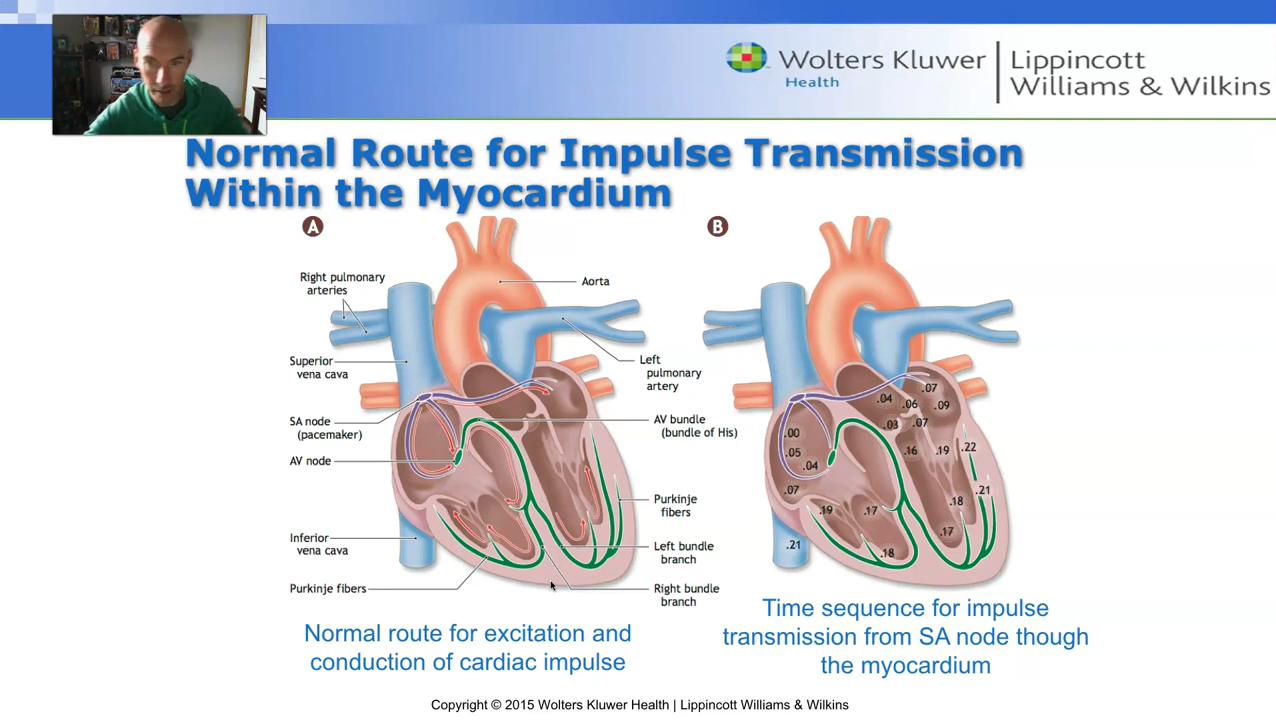 Wolters Kluwer
Health
Lippincott
Williams & Wilkins
Normal Route for Impulse Transmission
Within the Myocardium
A
Right pulmonary
arteries
Superior
vena cava
SA node
(pacemaker)
AV node
Inferior
vena cava
Purkinje fibers
Aorta
Left
pulmonary
artery
AV bundle
(bundle of His)
Purkinje
fibers
Left bundle
branch
Right bundle
branch
Normal route for excitation and
conduction of cardiac impulse
B
.07
.04
.06
.09
.03
.07
.00
.05
.04
.16
.19
.22
.07
.21
.19
.17
.18
.17
.21
.18
Time sequence for impulse
transmission from SA node though
the myocardium
Copyright © 2015 Wolters Kluwer Health | Lippincott Williams & Wilkins